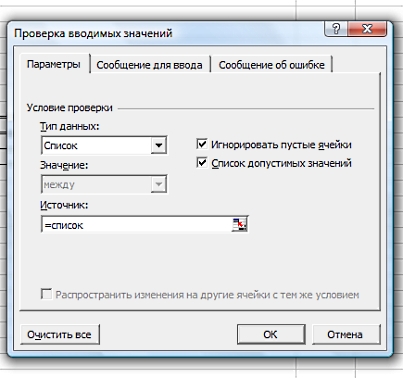 Проверка вводимых значений
Параметры Сообщение для ввода Сообщение об ошибке
Условие проверки
Тип данных:
Список Игнорировать пустые ячейки
Значение: Список допустимых значений
между
Источник:
=список
Распространить изменения на другие ячейки с тем же условием
Очистить все ОК Отмена